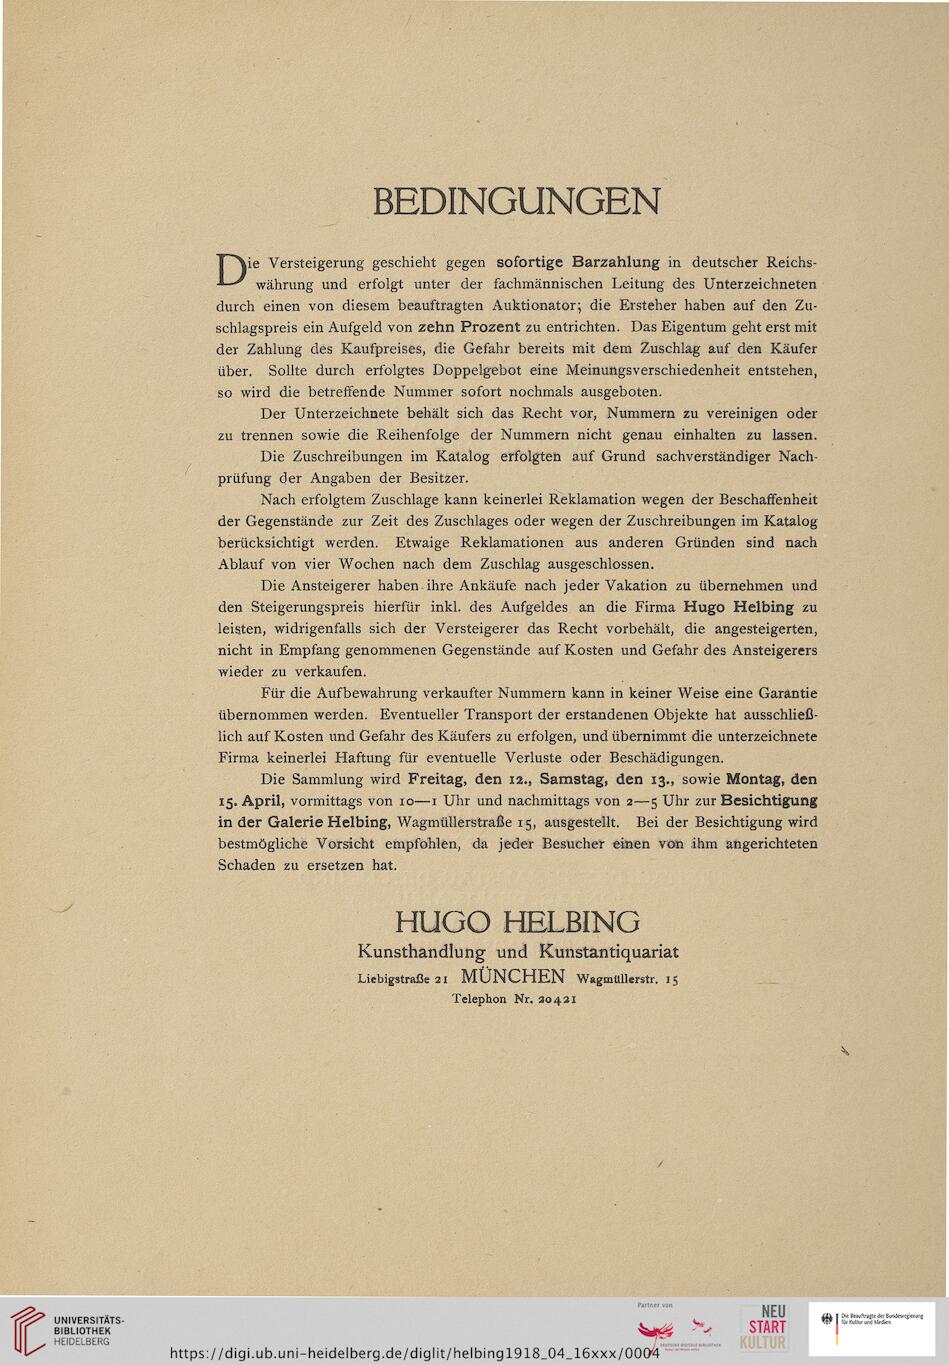 BEDINGUNGEN
Die Versteigerung geschieht gegen sofortige Barzahlung in deutscher Reichs-
währung und erfolgt unter der fachmännischen Leitung des Unterzeichneten
durch einen von diesem beauftragten Auktionator; die Ersteher haben auf den Zu-
schlagspreis ein Aufgeld von zehn Prozent zu entrichten. Das Eigentum geht erst mit
der Zahlung des Kaufpreises, die Gefahr bereits mit dem Zuschlag auf den Käufer
über. Sollte durch erfolgtes Doppelgebot eine Meinungsverschiedenheit entstehen,
so wird die betreffende Nummer sofort nochmals ausgeboten.
Der Unterzeichnete behält sich das Recht vor, Nummern zu vereinigen oder
zu trennen sowie die Reihenfolge der Nummern nicht genau einhalten zu lassen.
Die Zuschreibungen im Katalog erfolgten auf Grund sachverständiger Nach-
prüfung der Angaben der Besitzer.
Nach erfolgtem Zuschlage kann keinerlei Reklamation wegen der Beschaffenheit
der Gegenstände zur Zeit des Zuschlages oder wegen der Zuschreibungen im Katalog
berücksichtigt werden. Etwaige Reklamationen aus anderen Gründen sind nach
Ablauf von vier Wochen nach dem Zuschlag ausgeschlossen.
Die Ansteigerer haben ihre Ankäufe nach jeder Vakation zu übernehmen und
den Steigerungspreis hierfür inkl. des Aufgeldes an die Firma Hugo Helbing zu
leisten, widrigenfalls sich der Versteigerer das Recht vorbehält, die angesteigerten,
nicht in Empfang genommenen Gegenstände auf Kosten und Gefahr des Ansteigerers
wieder zu verkaufen.
Für die Aufbewahrung verkaufter Nummern kann in keiner Weise eine Garantie
übernommen werden. Eventueller Transport der erstandenen Objekte hat ausschließ-
lich auf Kosten und Gefahr des Käufers zu erfolgen, und übernimmt die unterzeichnete
Firma keinerlei Haftung für eventuelle Verluste oder Beschädigungen.
Die Sammlung wird Freitag, den 12., Samstag, den 13., sowie Montag, den
15. April, vormittags von 10—1 Uhr und nachmittags von 2—5 Uhr zur Besichtigung
in der Galerie Helbing, Wagmüllerstraße 15, ausgestellt. Bei der Besichtigung wird
bestmögliche Vorsicht empfohlen, da jeder Besucher einen von ihm angerichteten
Schaden zu ersetzen hat.
HUGO HELBING
Kunsthandlung und Kunstantiquariat
Liebigstraße 21 MÜNCHEN Wagmüllerstr. 15
Telephon Nr. 20421
UNIVERSITÄTS-
BIBLIOTHEK
HEIDELBERG
https://digi.ub.uni-heidelberg.de/diglit/helbing1918_04_16xxx/0004
Partner von
DEUTSCHE DIGITALE BIBLIOTHEK
NEU
START
KULTUR
Die Beauftragte der Bundesregierung
für Kultur und Medien